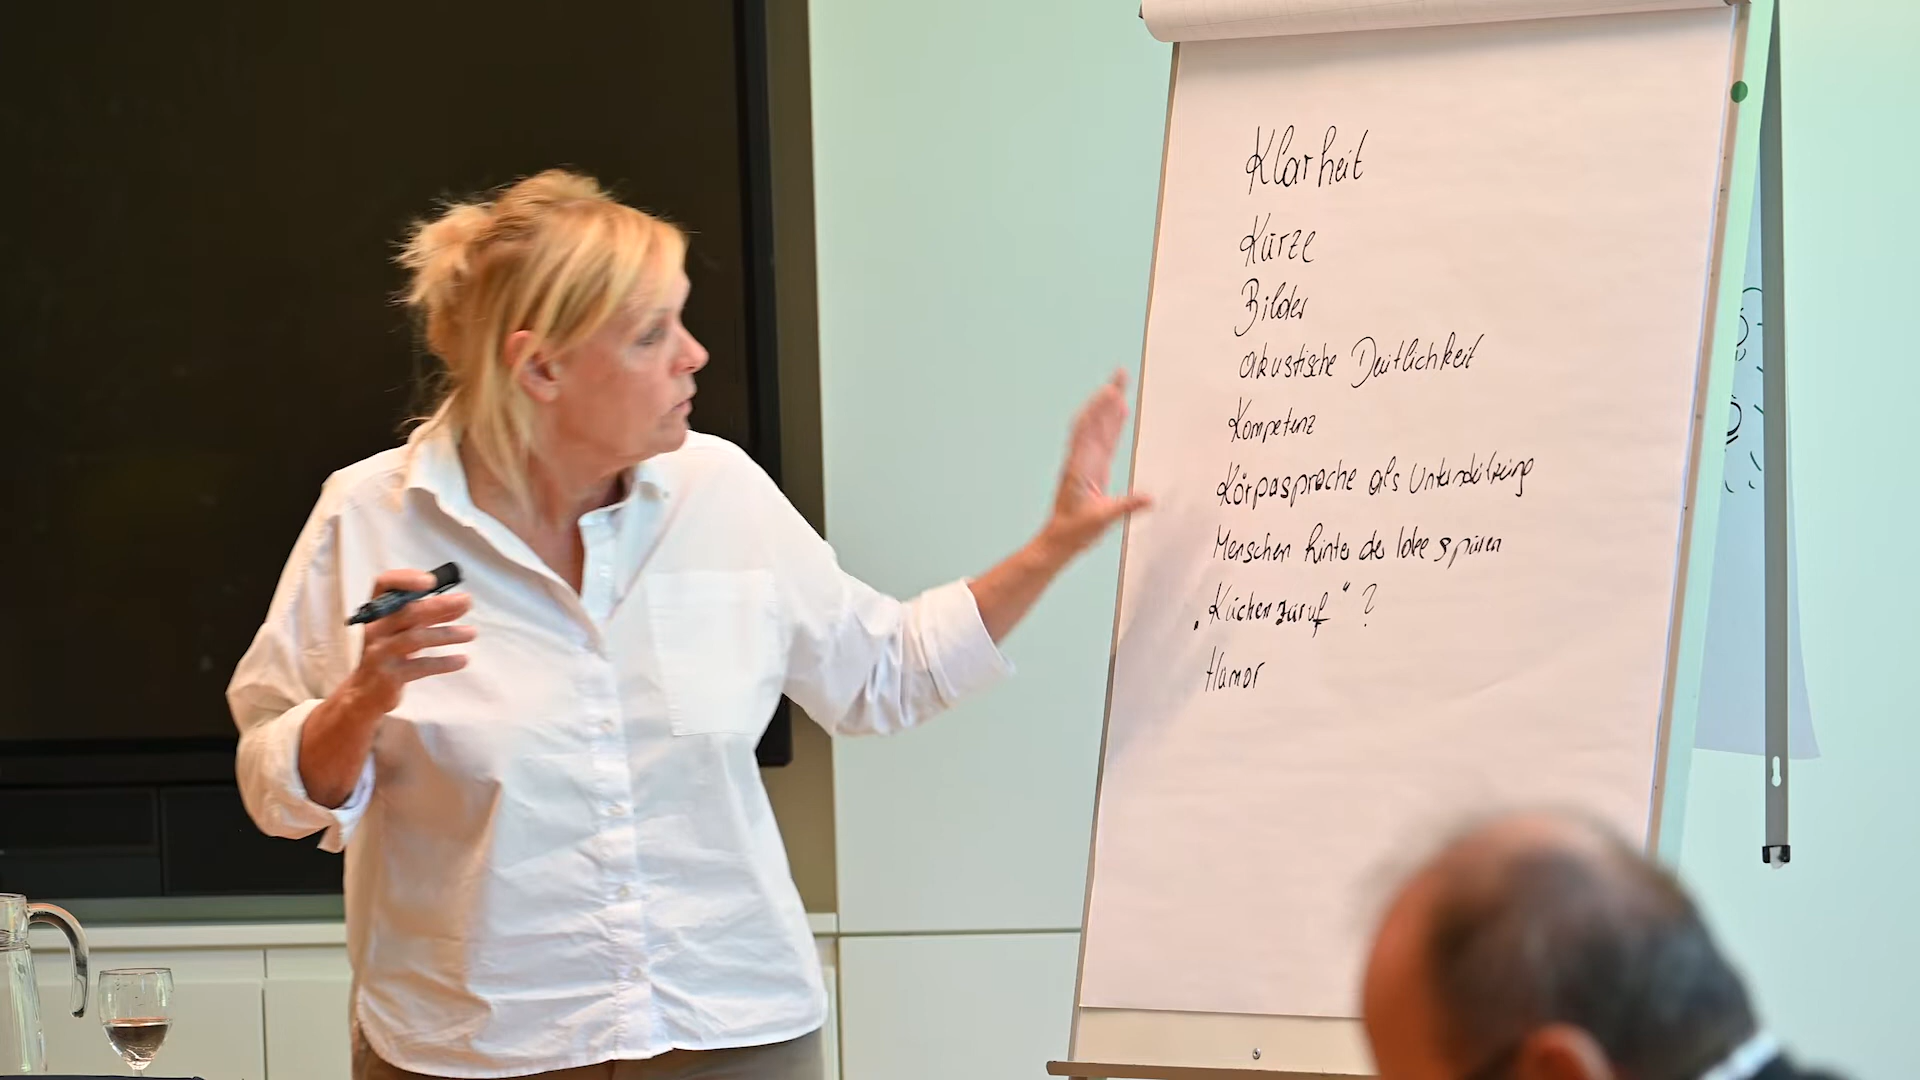 Klarheit
Kürze
Bilder
akustische Deutlichkeit
Kompetenz
Körpersprache als Unterstützung
Menschen hinter der Idee spüren
„Küchenzuruf" ?
Humor